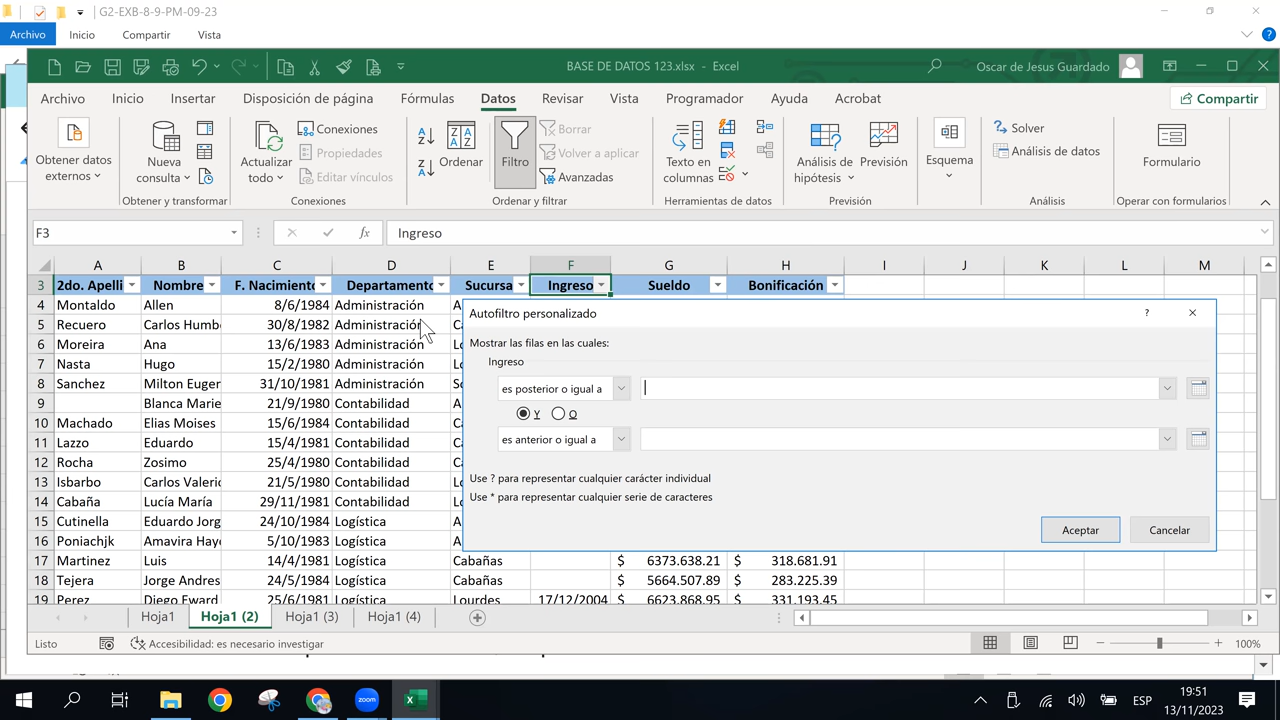 G2-EXB-8-9-PM-09-23
Archivo Inicio Compartir Vista
BASE DE DATOS 123.xlsx - Excel
Oscar de Jesus Guardado
Archivo Inicio Insertar Disposición de página Fórmulas Datos Revisar Vista Programador Ayuda Acrobat
Compartir
Obtener datos externos
Nueva consulta
Obtener y transformar
Actualizar todo
Conexiones
Propiedades
Editar vínculos
Conexiones
Ordenar
Filtro
Borrar
Volver a aplicar
Avanzadas
Ordenar y filtrar
Texto en columnas
Herramientas de datos
Análisis de hipótesis
Previsión
Previsión
Esquema
Solver
Análisis de datos
Análisis
Formulario
Operar con formularios
F3 fx Ingreso
A B C D E F G H I J K L M
3 2do. Apelli Nombre F. Nacimiento Departamento Sucursa Ingreso Sueldo Bonificación
4 Montaldo Allen 8/6/1984 Administración A
5 Recuero Carlos Humb 30/8/1982 Administración Ca
6 Moreira Ana 13/6/1983 Administración Lo
7 Nasta Hugo 15/2/1980 Administración Lo
8 Sanchez Milton Euger 31/10/1981 Administración So
9 Blanca Marie 21/9/1980 Contabilidad A
10 Machado Elias Moises 15/6/1984 Contabilidad Ca
11 Lazzo Eduardo 15/4/1981 Contabilidad Ca
12 Rocha Zosimo 25/4/1980 Contabilidad Ca
13 Isbarbo Carlos Valeric 21/5/1980 Contabilidad Lo
14 Cabaña Lucía María 29/11/1981 Contabilidad Lo
15 Cutinella Eduardo Jorg 24/10/1984 Logística A
16 Poniachjk Amavira Hayd 5/10/1983 Logística A
17 Martinez Luis 14/4/1981 Logística Cabañas $ 6373.638.21 $ 318.681.91
18 Tejera Jorge Andres 24/5/1984 Logística Cabañas $ 5664.507.89 $ 283.225.39
19 Perez Diego Eward 25/6/1981 Logística Lourdes 17/12/2004 $ 6623.868.95 $ 331.193.45
Autofiltro personalizado ?
Mostrar las filas en las cuales:
Ingreso
es posterior o igual a
Y O
es anterior o igual a
Use ? para representar cualquier carácter individual
Use * para representar cualquier serie de caracteres
Aceptar Cancelar
Hoja1 Hoja1 (2) Hoja1 (3) Hoja1 (4)
Listo Accesibilidad: es necesario investigar 100%
zoom
ESP
19:51
13/11/2023